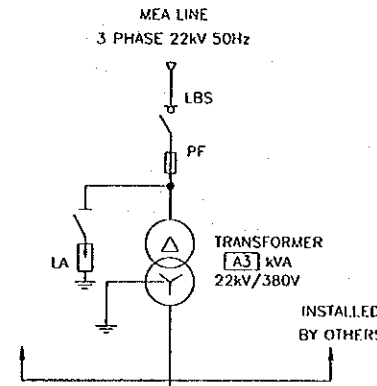 MEA LINE
3 PHASE 22kV 50Hz
LBS
PF
LA
TRANSFORMER
A3 kVA
22kV/380V
INSTALLED
BY OTHERS